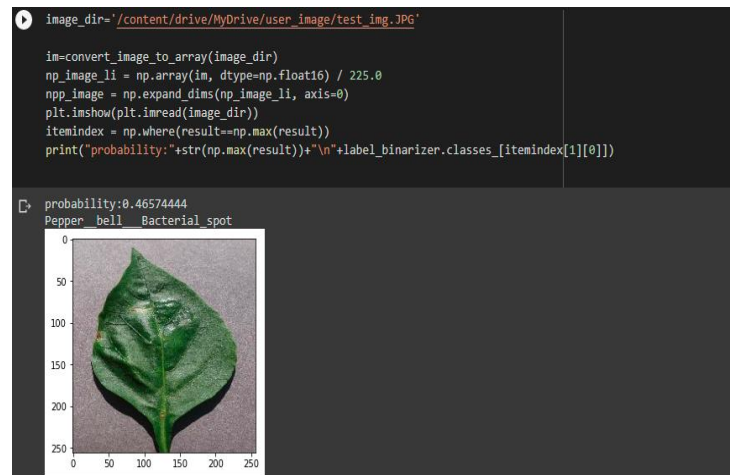 image_dir='/content/drive/MyDrive/user_image/test_img.JPG'
im=convert_image_to_array(image_dir)
np_image_li = np.array(im, dtype=np.float16) / 225.0
npp_image = np.expand_dims(np_image_li, axis=0)
plt.imshow(plt.imread(image_dir))
itemindex = np.where(result==np.max(result))
print("probability:"+str(np.max(result))+"\n"+label_binarizer.classes_[itemindex[1][0]])
probability:0.46574444
Pepper__bell___Bacterial_spot
0
50
100
150
200
250
0 50 100 150 200 250